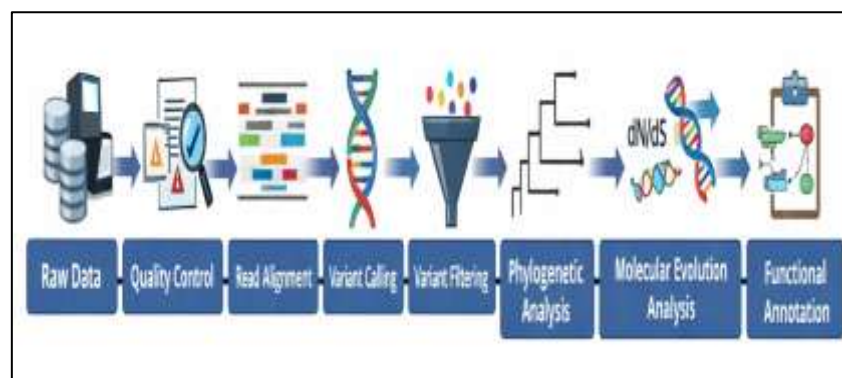 dN/dS
Raw Data
Quality Control
Read Alignment
Variant Calling
Variant Filtering
Phylogenetic
Analysis
Molecular Evolution
Analysis
Functional
Annotation